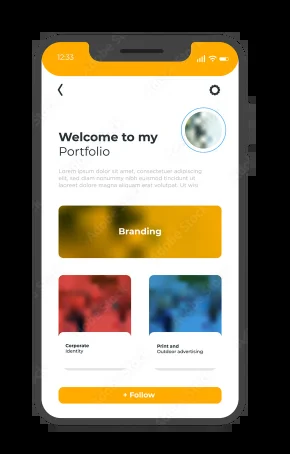 12:33
Welcome to my
Portfolio
Lorem ipsum dolor sit amet, consectetuer adipiscing
elit, sed diam nonummy nibh euismod tincidunt ut
laoreet dolore magna aliquam erat volutpat. Ut wisi
Branding
Corporate
Identity
Print and
Outdoor advertising
+ Follow